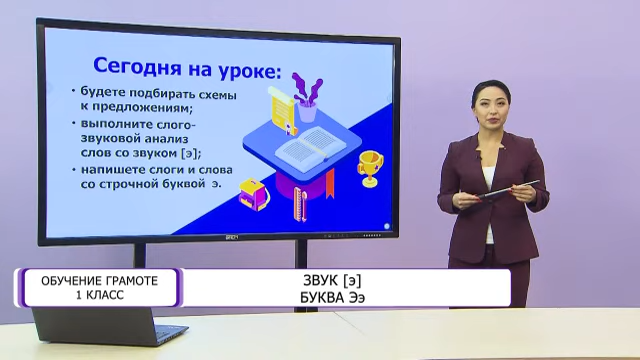 Сегодня на уроке:
• будете подбирать схемы
к предложениям;
• выполните слого-
звуковой анализ
слов со звуком [э];
• напишете слоги и слова
со строчной буквой э.
ОБУЧЕНИЕ ГРАМОТЕ
1 КЛАСС
ЗВУК [э]
БУКВА Ээ